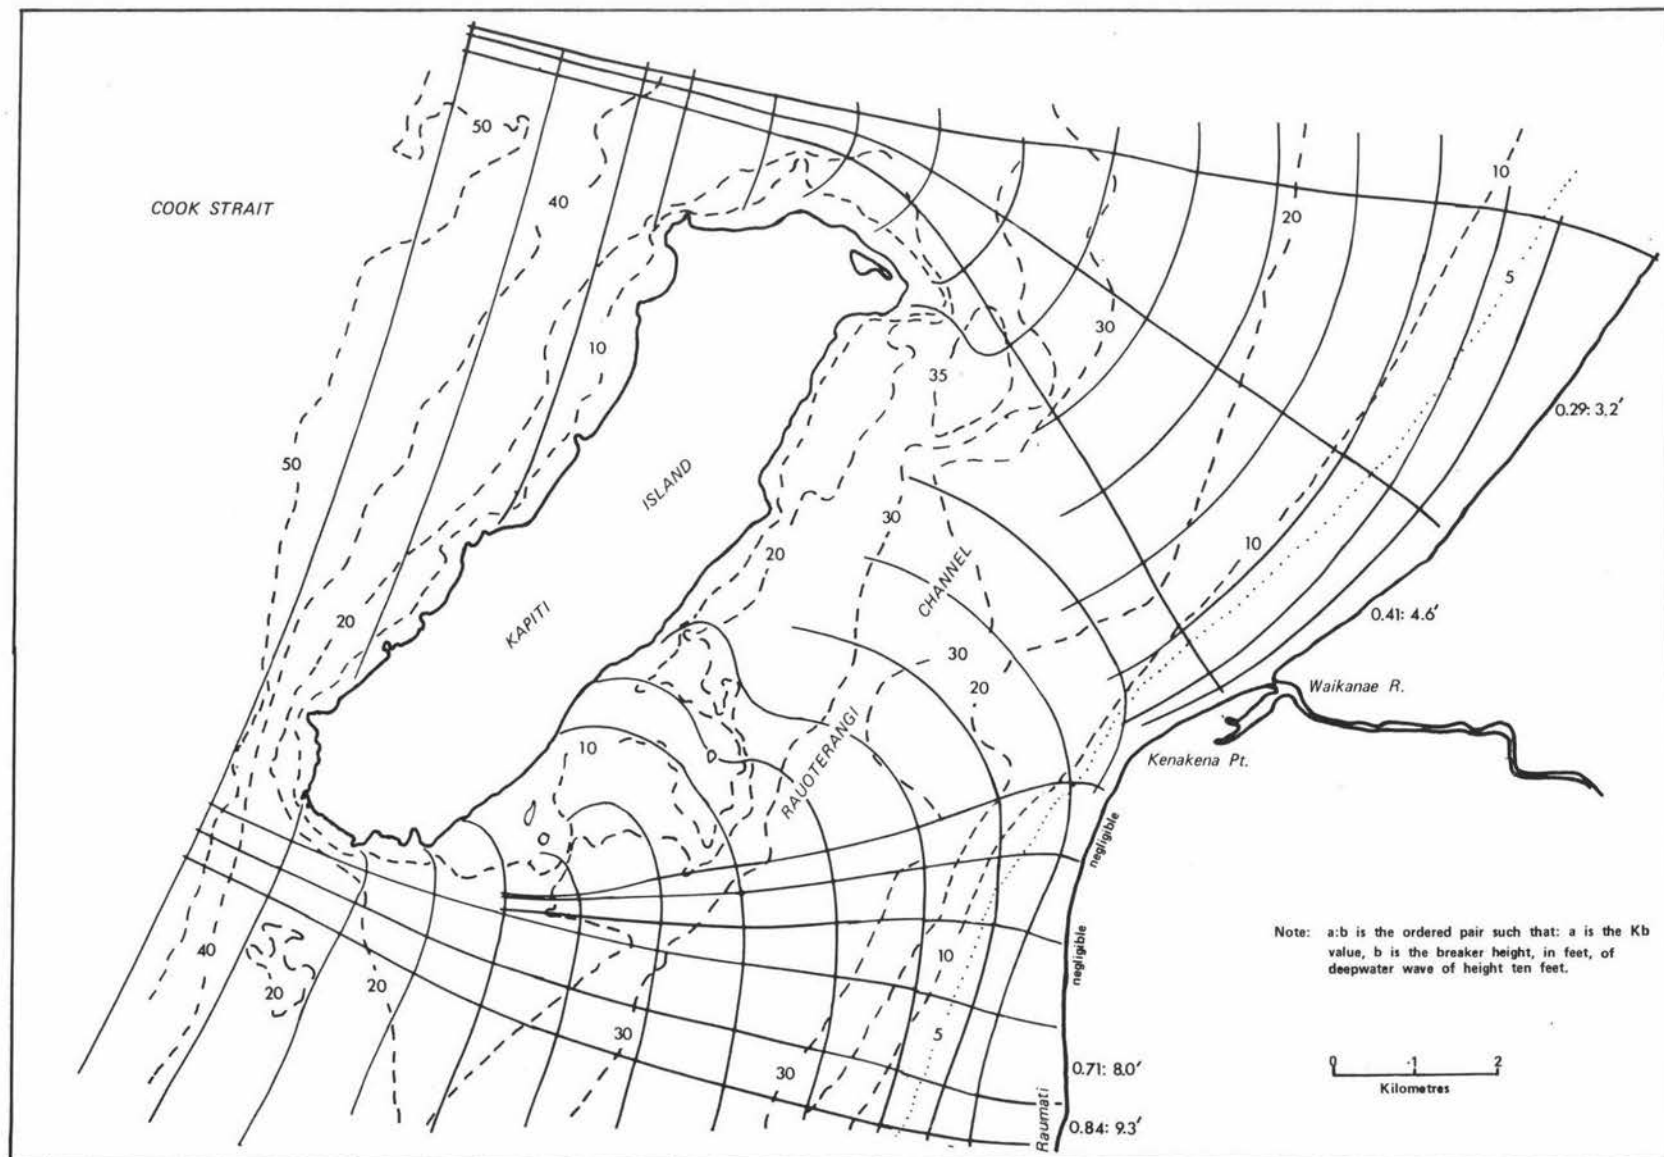 50
COOK STRAIT
40
10
20
5
30
10
35
0.29: 3.2′
50
ISLAND
30
10
20
CHANNEL
0.41: 4.6′
20
KAPITI
30
20
Waikanae R.
10
RAUOTERANGI
Kenakena Pt.
negligible
negligible
40
20
20
10
30
5
30
0.71: 8.0′
Raumati
0.84: 9.3′
Note: a:b is the ordered pair such that: a is the Kb
value, b is the breaker height, in feet, of
deepwater wave of height ten feet.
0 1 2
Kilometres